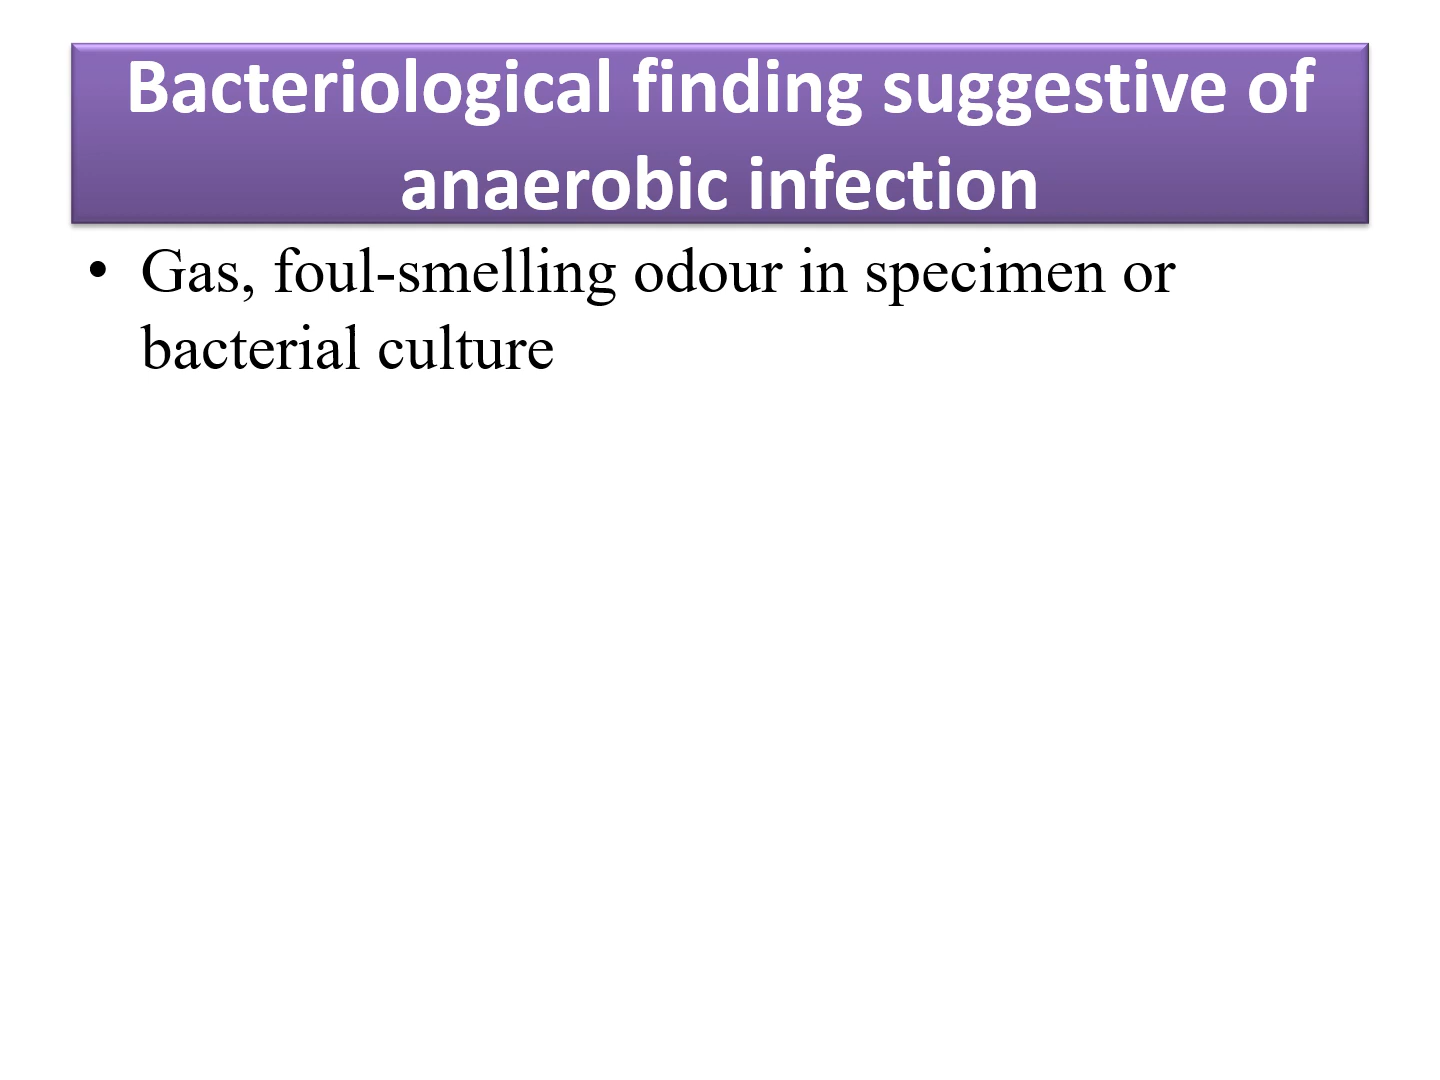 Bacteriological finding suggestive of
anaerobic infection
• Gas, foul-smelling odour in specimen or
bacterial culture